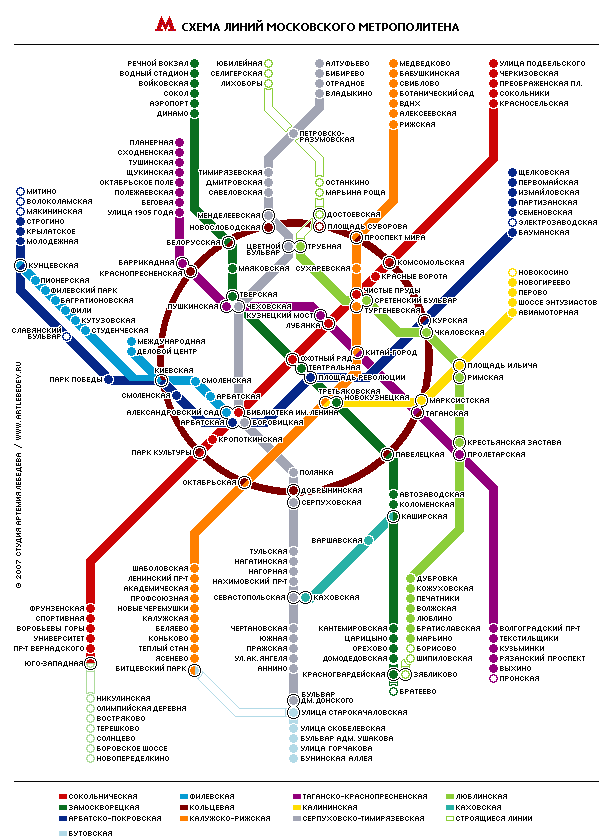 СХЕМА ЛИНИЙ МОСКОВСКОГО МЕТРОПОЛИТЕНА
РЕЧНОЙ ВОКЗАЛ
ВОДНЫЙ СТАДИОН
ВОЙКОВСКАЯ
СОКОЛ
АЭРОПОРТ
ДИНАМО
ЮБИЛЕЙНАЯ
СЕЛИГЕРСКАЯ
ЛИХОБОРЫ
АЛТУФЬЕВО
БИБИРЕВО
ОТРАДНОЕ
ВЛАДЫКИНО
ПЕТРОВСКО-
РАЗУМОВСКАЯ
МЕДВЕДКОВО
БАБУШКИНСКАЯ
СВИБЛОВО
БОТАНИЧЕСКИЙ САД
ВДНХ
АЛЕКСЕЕВСКАЯ
РИЖСКАЯ
УЛИЦА ПОДБЕЛЬСКОГО
ЧЕРКИЗОВСКАЯ
ПРЕОБРАЖЕНСКАЯ ПЛ.
СОКОЛЬНИКИ
КРАСНОСЕЛЬСКАЯ
ПЛАНЕРНАЯ
СХОДНЕНСКАЯ
ТУШИНСКАЯ
ЩУКИНСКАЯ
ОКТЯБРЬСКОЕ ПОЛЕ
ПОЛЕЖАЕВСКАЯ
БЕГОВАЯ
УЛИЦА 1905 ГОДА
ТИМИРЯЗЕВСКАЯ
ДМИТРОВСКАЯ
САВЕЛОВСКАЯ
МЕНДЕЛЕЕВСКАЯ
НОВОСЛОБОДСКАЯ
ОСТАНКИНО
МАРЬИНА РОЩА
ДОСТОЕВСКАЯ
ПЛОЩАДЬ СУВОРОВА
ПРОСПЕКТ МИРА
ЩЕЛКОВСКАЯ
ПЕРВОМАЙСКАЯ
ИЗМАЙЛОВСКАЯ
ПАРТИЗАНСКАЯ
СЕМЕНОВСКАЯ
ЭЛЕКТРОЗАВОДСКАЯ
БАУМАНСКАЯ
МИТИНО
ВОЛОКОЛАМСКАЯ
МЯКИНИНСКАЯ
СТРОГИНО
КРЫЛАТСКОЕ
МОЛОДЕЖНАЯ
КУНЦЕВСКАЯ
ПИОНЕРСКАЯ
ФИЛЕВСКИЙ ПАРК
БАГРАТИОНОВСКАЯ
ФИЛИ
КУТУЗОВСКАЯ
СТУДЕНЧЕСКАЯ
СЛАВЯНСКИЙ
БУЛЬВАР
ПАРК ПОБЕДЫ
БЕЛОРУССКАЯ
БАРРИКАДНАЯ
КРАСНОПРЕСНЕНСКАЯ
МАЯКОВСКАЯ
ЦВЕТНОЙ
БУЛЬВАР
ТРУБНАЯ
СУХАРЕВСКАЯ
КОМСОМОЛЬСКАЯ
КРАСНЫЕ ВОРОТА
ЧИСТЫЕ ПРУДЫ
СРЕТЕНСКИЙ БУЛЬВАР
ТУРГЕНЕВСКАЯ
ТВЕРСКАЯ
ПУШКИНСКАЯ
ЧЕХОВСКАЯ
КУЗНЕЦКИЙ МОСТ
ЛУБЯНКА
КУРСКАЯ
ЧКАЛОВСКАЯ
НОВОКОСИНО
НОВОГИРЕЕВО
ПЕРОВО
ШОССЕ ЭНТУЗИАСТОВ
АВИАМОТОРНАЯ
МЕЖДУНАРОДНАЯ
ДЕЛОВОЙ ЦЕНТР
КИЕВСКАЯ
СМОЛЕНСКАЯ
СМОЛЕНСКАЯ
АРБАТСКАЯ
АЛЕКСАНДРОВСКИЙ САД
АРБАТСКАЯ
БИБЛИОТЕКА ИМ. ЛЕНИНА
БОРОВИЦКАЯ
ОХОТНЫЙ РЯД
ТЕАТРАЛЬНАЯ
ПЛОЩАДЬ РЕВОЛЮЦИИ
КИТАЙ-ГОРОД
ТРЕТЬЯКОВСКАЯ
НОВОКУЗНЕЦКАЯ
ПЛОЩАДЬ ИЛЬИЧА
РИМСКАЯ
МАРКСИСТСКАЯ
ТАГАНСКАЯ
КРОПОТКИНСКАЯ
ПАРК КУЛЬТУРЫ
ОКТЯБРЬСКАЯ
ПОЛЯНКА
ДОБРЫНИНСКАЯ
СЕРПУХОВСКАЯ
ПАВЕЛЕЦКАЯ
КРЕСТЬЯНСКАЯ ЗАСТАВА
ПРОЛЕТАРСКАЯ
АВТОЗАВОДСКАЯ
КОЛОМЕНСКАЯ
КАШИРСКАЯ
ВАРШАВСКАЯ
ТУЛЬСКАЯ
НАГАТИНСКАЯ
НАГОРНАЯ
НАХИМОВСКИЙ ПР-Т
СЕВАСТОПОЛЬСКАЯ
КАХОВСКАЯ
ШАБОЛОВСКАЯ
ЛЕНИНСКИЙ ПР-Т
АКАДЕМИЧЕСКАЯ
ПРОФСОЮЗНАЯ
НОВЫЕ ЧЕРЕМУШКИ
КАЛУЖСКАЯ
БЕЛЯЕВО
КОНЬКОВО
ТЕПЛЫЙ СТАН
ЯСЕНЕВО
БИТЦЕВСКИЙ ПАРК
ФРУНЗЕНСКАЯ
СПОРТИВНАЯ
ВОРОБЬЕВЫ ГОРЫ
УНИВЕРСИТЕТ
ПР-Т ВЕРНАДСКОГО
ЮГО-ЗАПАДНАЯ
НИКУЛИНСКАЯ
ОЛИМПИЙСКАЯ ДЕРЕВНЯ
ВОСТРЯКОВО
ТЕРЕШКОВО
СОЛНЦЕВО
БОРОВСКОЕ ШОССЕ
НОВОПЕРЕДЕЛКИНО
ЧЕРТАНОВСКАЯ
ЮЖНАЯ
ПРАЖСКАЯ
УЛ. АК. ЯНГЕЛЯ
АННИНО
БУЛЬВАР
ДМ. ДОНСКОГО
УЛИЦА СТАРОКАЧАЛОВСКАЯ
УЛИЦА СКОБЕЛЕВСКАЯ
БУЛЬВАР АДМ. УШАКОВА
УЛИЦА ГОРЧАКОВА
БУНИНСКАЯ АЛЛЕЯ
КАНТЕМИРОВСКАЯ
ЦАРИЦЫНО
ОРЕХОВО
ДОМОДЕДОВСКАЯ
КРАСНОГВАРДЕЙСКАЯ
БРАТЕЕВО
ДУБРОВКА
КОЖУХОВСКАЯ
ПЕЧАТНИКИ
ВОЛЖСКАЯ
ЛЮБЛИНО
БРАТИСЛАВСКАЯ
МАРЬИНО
БОРИСОВО
ШИПИЛОВСКАЯ
ЗЯБЛИКОВО
ВОЛГОГРАДСКИЙ ПР-Т
ТЕКСТИЛЬЩИКИ
КУЗЬМИНКИ
РЯЗАНСКИЙ ПРОСПЕКТ
ВЫХИНО
ПРОНСКАЯ
© 2007 СТУДИЯ АРТЕМИЯ ЛЕБЕДЕВА / WWW.ARTLEBEDEV.RU
СОКОЛЬНИЧЕСКАЯ
ЗАМОСКВОРЕЦКАЯ
АРБАТСКО-ПОКРОВСКАЯ
БУТОВСКАЯ
ФИЛЕВСКАЯ
КОЛЬЦЕВАЯ
КАЛУЖСКО-РИЖСКАЯ
ТАГАНСКО-КРАСНОПРЕСНЕНСКАЯ
КАЛИНИНСКАЯ
СЕРПУХОВСКО-ТИМИРЯЗЕВСКАЯ
ЛЮБЛИНСКАЯ
КАХОВСКАЯ
СТРОЯЩИЕСЯ ЛИНИИ